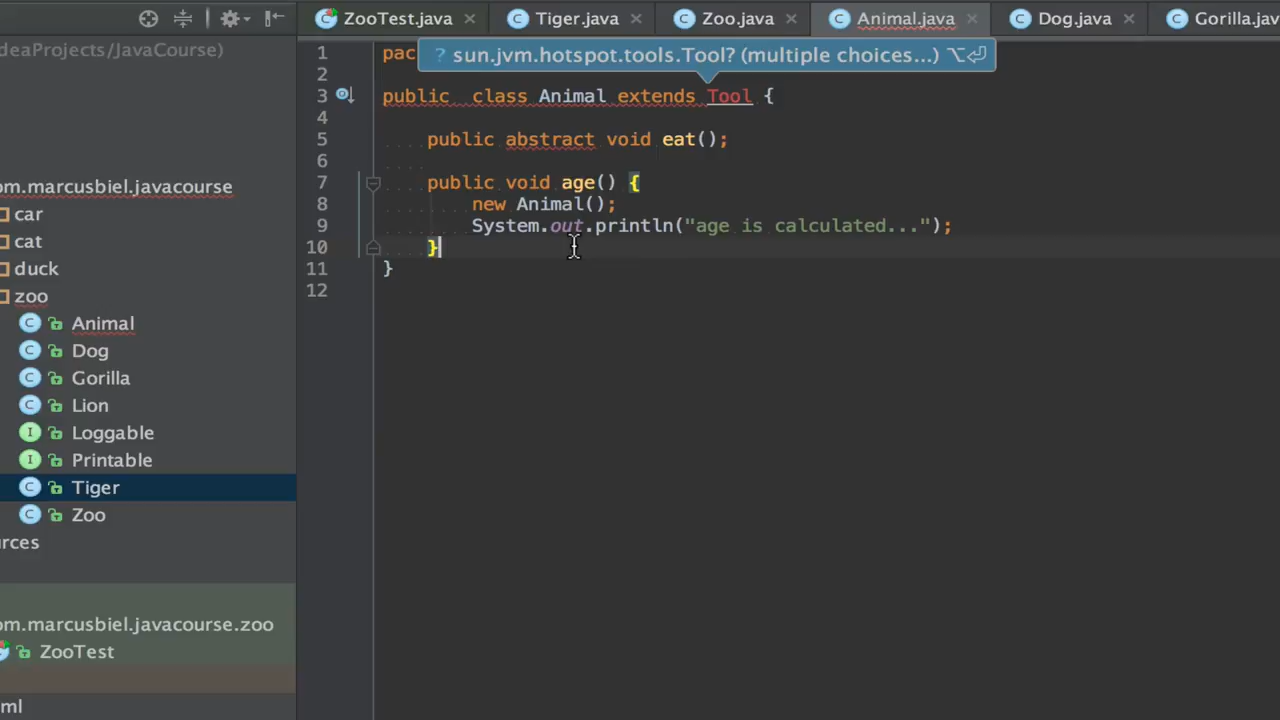 ZooTest.java × Tiger.java × Zoo.java × Animal.java × Dog.java × Gorilla.jav
deaProjects/JavaCourse)
1 pac
? sun.jvm.hotspot.tools.Tool? (multiple choices...) ⌥⏎
2
3 public  class Animal extends Tool {
4
5 public abstract void eat();
6
7 public void age() {
8 new Animal();
9 System.out.println("age is calculated...");
10 }
11 }
12
om.marcusbiel.javacourse
car
cat
duck
zoo
C Animal
C Dog
C Gorilla
C Lion
I Loggable
I Printable
C Tiger
C Zoo
urces
om.marcusbiel.javacourse.zoo
ZooTest
ml